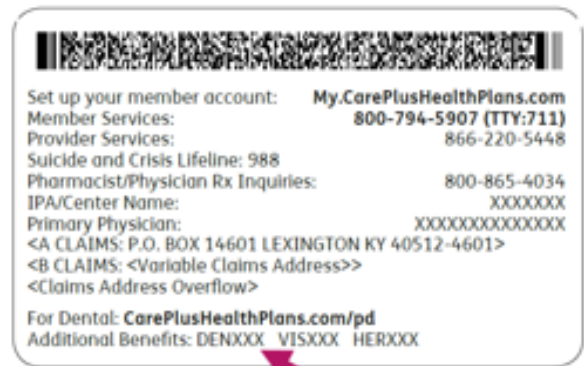 Set up your member account: My.CarePlusHealthPlans.com
Member Services: 800-794-5907 (TTY:711)
Provider Services: 866-220-5448
Suicide and Crisis Lifeline: 988
Pharmacist/Physician Rx Inquiries: 800-865-4034
IPA/Center Name: XXXXXXX
Primary Physician: XXXXXXXXXXXXXX
<A CLAIMS: P.O. BOX 14601 LEXINGTON KY 40512-4601>
<B CLAIMS: <Variable Claims Address>>
<Claims Address Overflow>
For Dental: CarePlusHealthPlans.com/pd
Additional Benefits: DENXXX VISXXX HERXXX